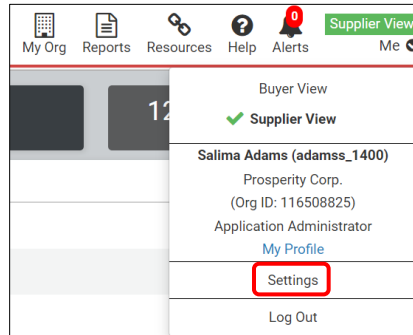 0
Supplier View
My Org Reports Resources Help Alerts Me
Buyer View
Supplier View
Salima Adams (adamss_1400)
Prosperity Corp.
(Org ID: 116508825)
Application Administrator
My Profile
Settings
Log Out